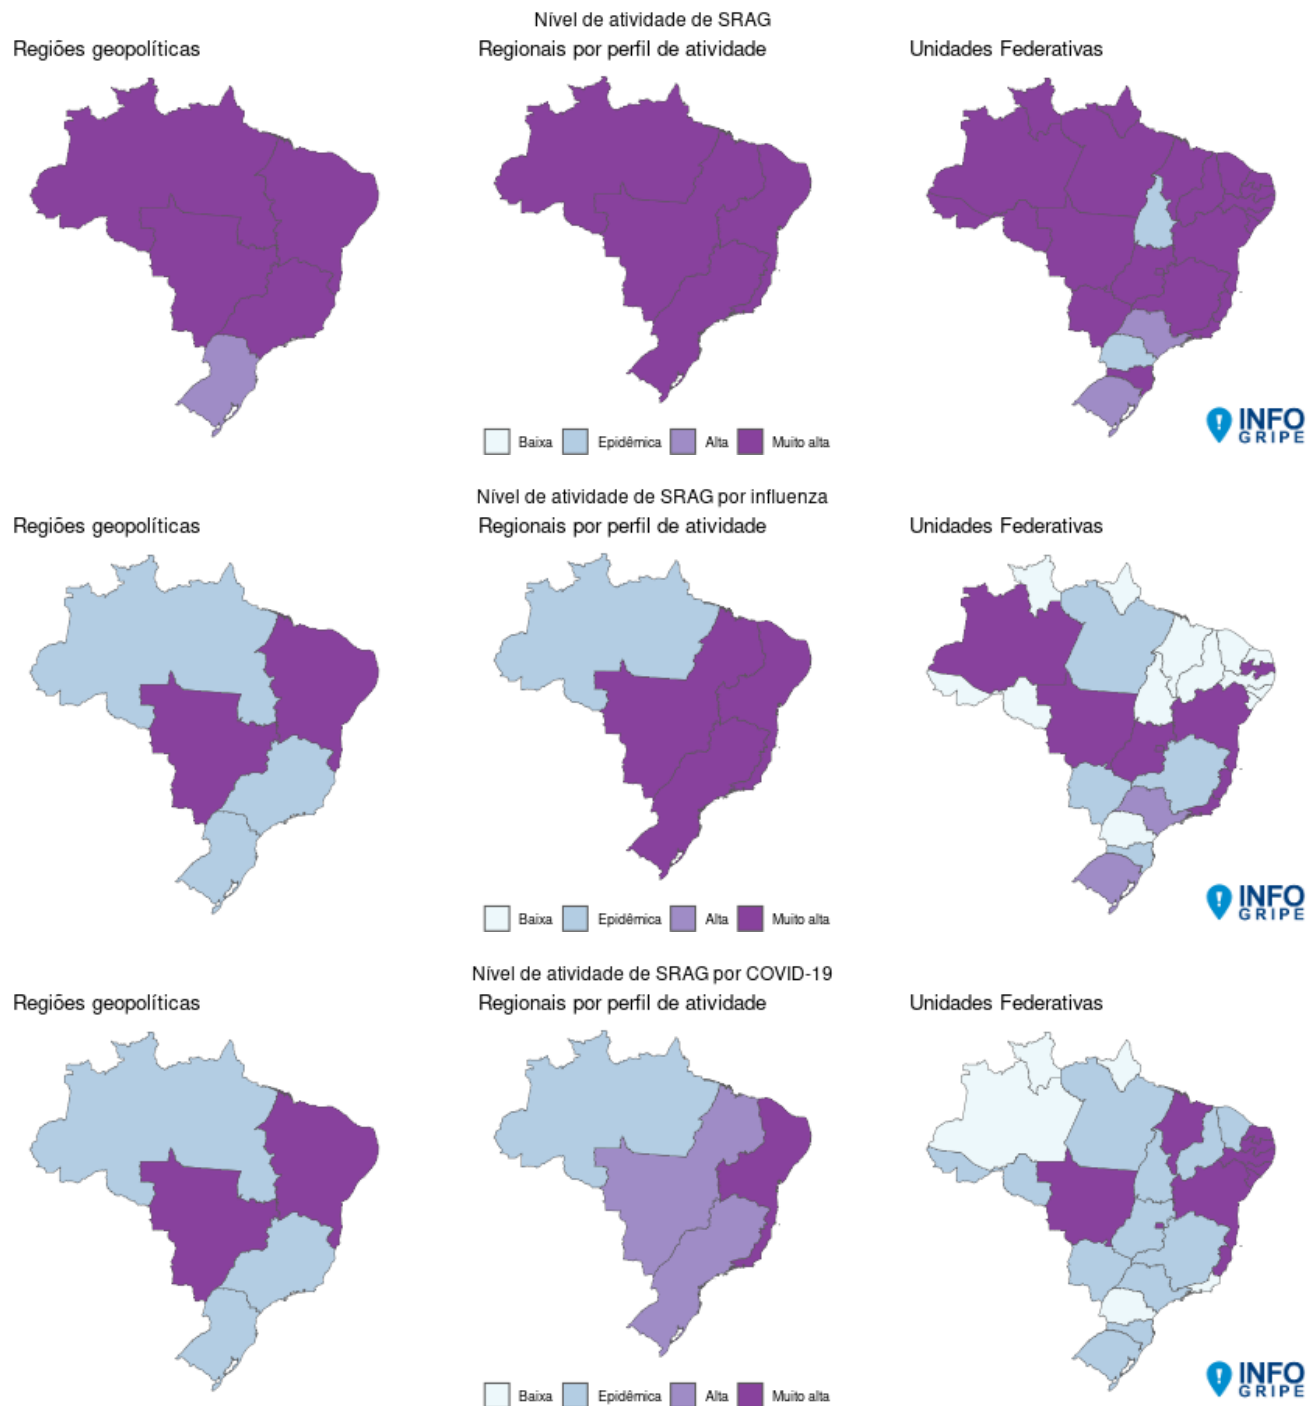 Nível de atividade de SRAG
Regiões geopolíticas
Regionais por perfil de atividade
Unidades Federativas
Baixa Epidêmica Alta Muito alta
INFO
GRIPE
Nível de atividade de SRAG por influenza
Regiões geopolíticas
Regionais por perfil de atividade
Unidades Federativas
Baixa Epidêmica Alta Muito alta
INFO
GRIPE
Nível de atividade de SRAG por COVID-19
Regiões geopolíticas
Regionais por perfil de atividade
Unidades Federativas
Baixa Epidêmica Alta Muito alta
INFO
GRIPE